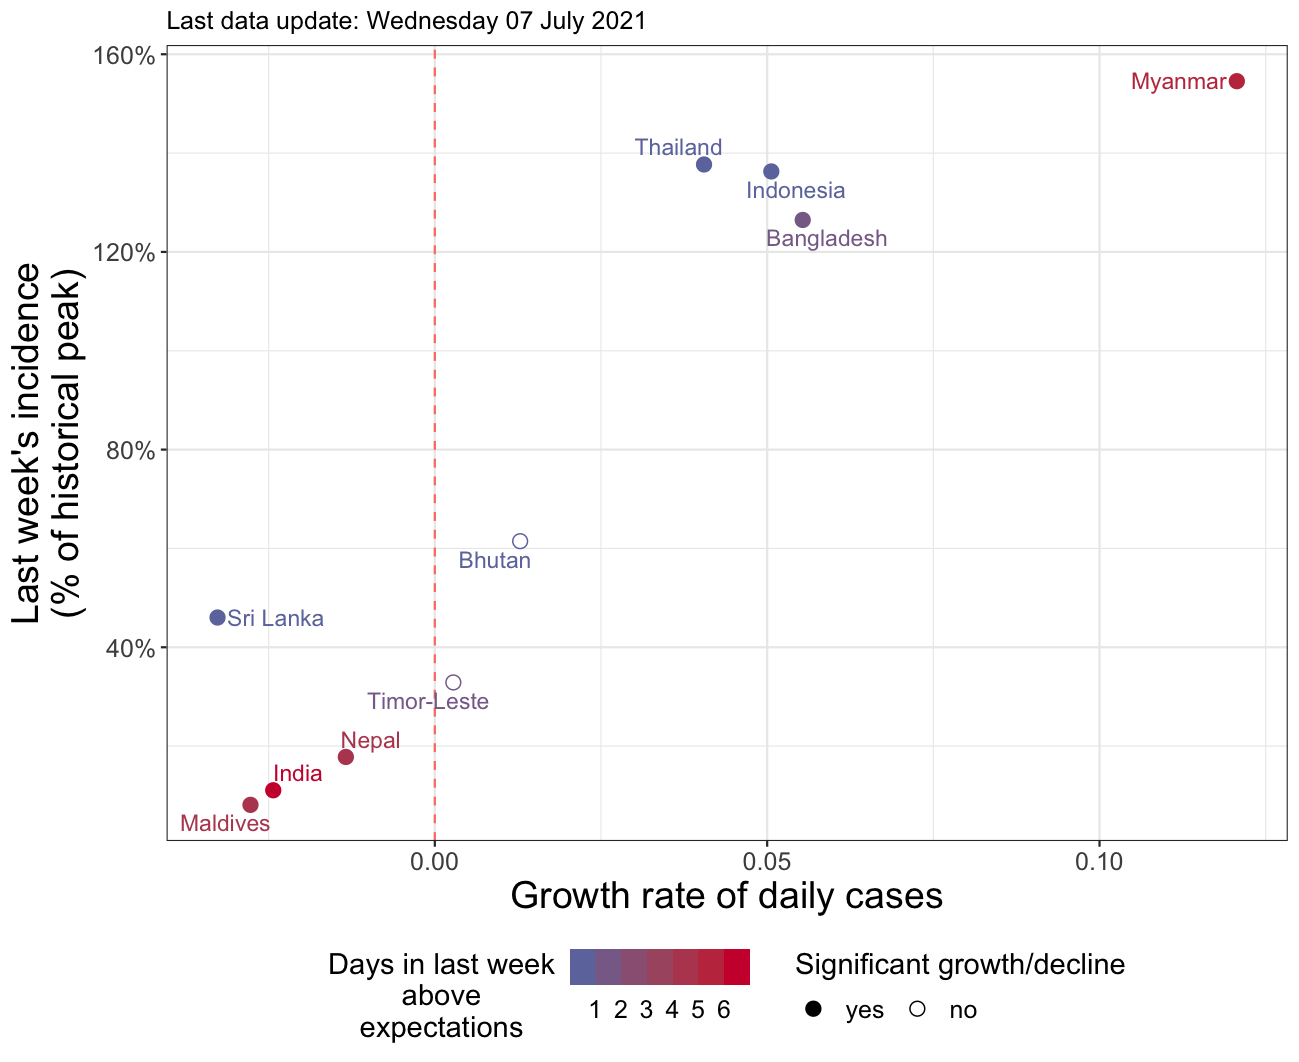 Last data update: Wednesday 07 July 2021
160%
120%
80%
40%
Last week's incidence
(% of historical peak)
Myanmar
Thailand
Indonesia
Bangladesh
Bhutan
Sri Lanka
Timor-Leste
Nepal
India
Maldives
0.00 0.05 0.10
Growth rate of daily cases
Days in last week
above
expectations
1 2 3 4 5 6
Significant growth/decline
yes no